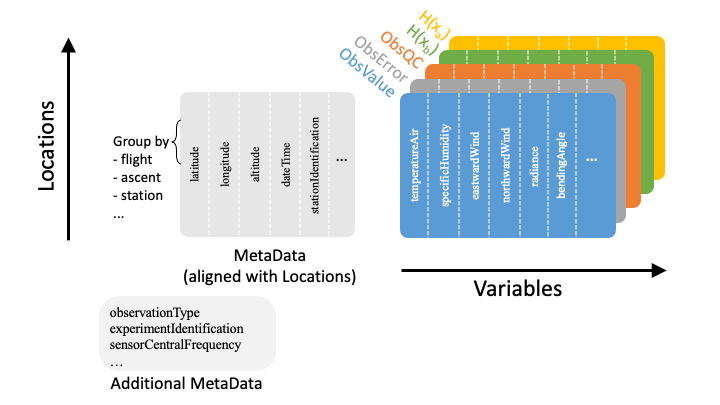 H(xₐ)
H(x_b)
ObsQC
ObsError
ObsValue
Locations
Group by
- flight
- ascent
- station
...
latitude
longitude
altitude
dateTime
stationIdentification
...
temperatureAir
specificHumidity
eastwardWind
northwardWind
radiance
bendingAngle
...
MetaData
(aligned with Locations)
Variables
observationType
experimentIdentification
sensorCentralFrequency
...
Additional MetaData